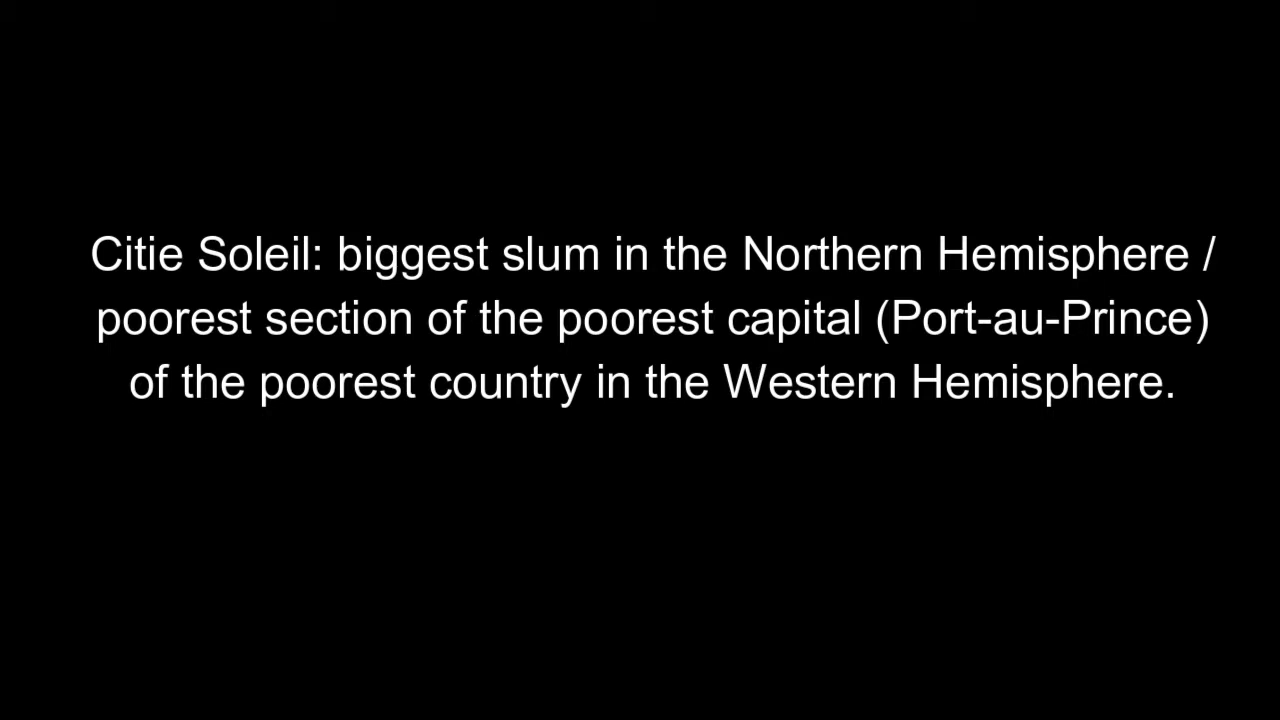 Citie Soleil: biggest slum in the Northern Hemisphere /
poorest section of the poorest capital (Port-au-Prince)
of the poorest country in the Western Hemisphere.